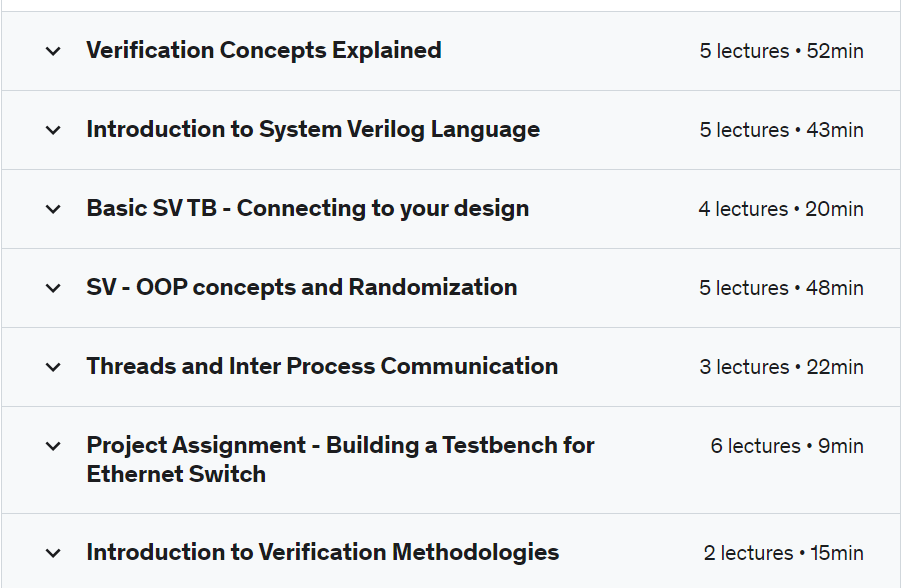 Verification Concepts Explained 5 lectures • 52min
Introduction to System Verilog Language 5 lectures • 43min
Basic SV TB - Connecting to your design 4 lectures • 20min
SV - OOP concepts and Randomization 5 lectures • 48min
Threads and Inter Process Communication 3 lectures • 22min
Project Assignment - Building a Testbench for 6 lectures • 9min
Ethernet Switch
Introduction to Verification Methodologies 2 lectures • 15min